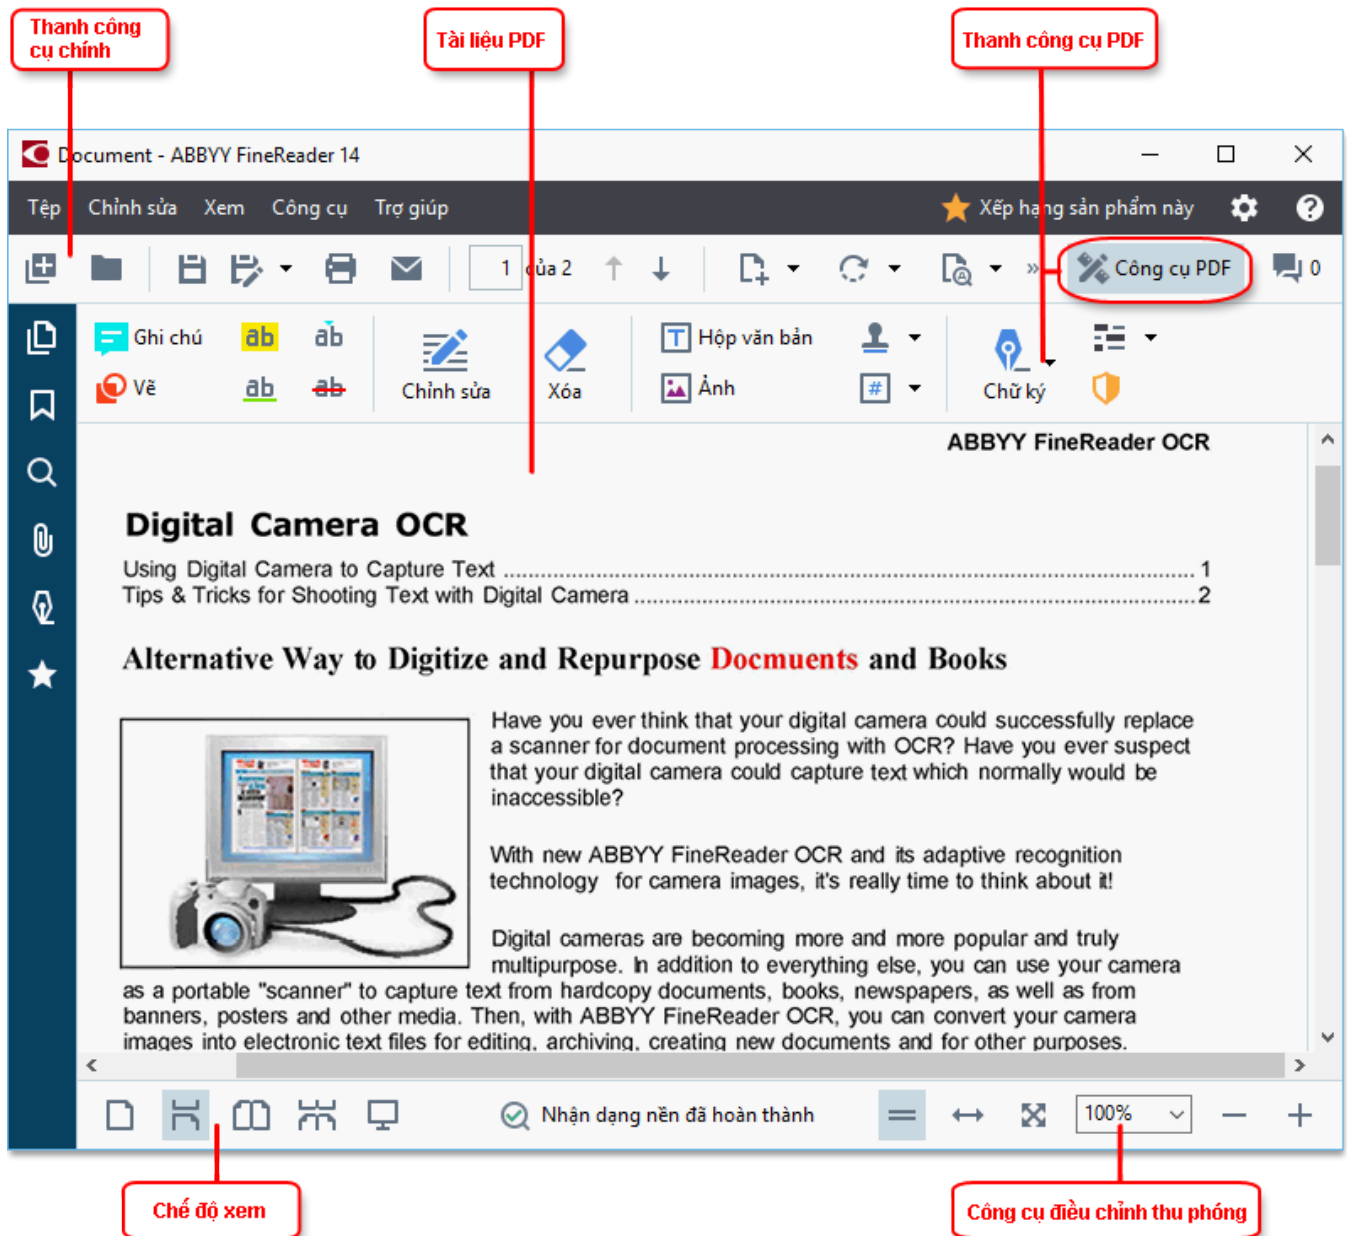 Thanh công
cụ chính
Tài liệu PDF
Thanh công cụ PDF
Document - ABBYY FineReader 14
Tệp Chỉnh sửa Xem Công cụ Trợ giúp Xếp hạng sản phẩm này
1 của 2 Công cụ PDF 0
Ghi chú ab ab Hộp văn bản
Vẽ ab ab Chỉnh sửa Xóa Ảnh # Chữ ký
ABBYY FineReader OCR
Digital Camera OCR
Using Digital Camera to Capture Text ........ 1
Tips & Tricks for Shooting Text with Digital Camera ........ 2
Alternative Way to Digitize and Repurpose Docmuents and Books
Have you ever think that your digital camera could successfully replace
a scanner for document processing with OCR? Have you ever suspect
that your digital camera could capture text which normally would be
inaccessible?
With new ABBYY FineReader OCR and its adaptive recognition
technology for camera images, it's really time to think about it!
Digital cameras are becoming more and more popular and truly
multipurpose. In addition to everything else, you can use your camera
as a portable "scanner" to capture text from hardcopy documents, books, newspapers, as well as from
banners, posters and other media. Then, with ABBYY FineReader OCR, you can convert your camera
images into electronic text files for editing, archiving, creating new documents and for other purposes.
Nhận dạng nền đã hoàn thành 100%
Chế độ xem
Công cụ điều chỉnh thu phóng